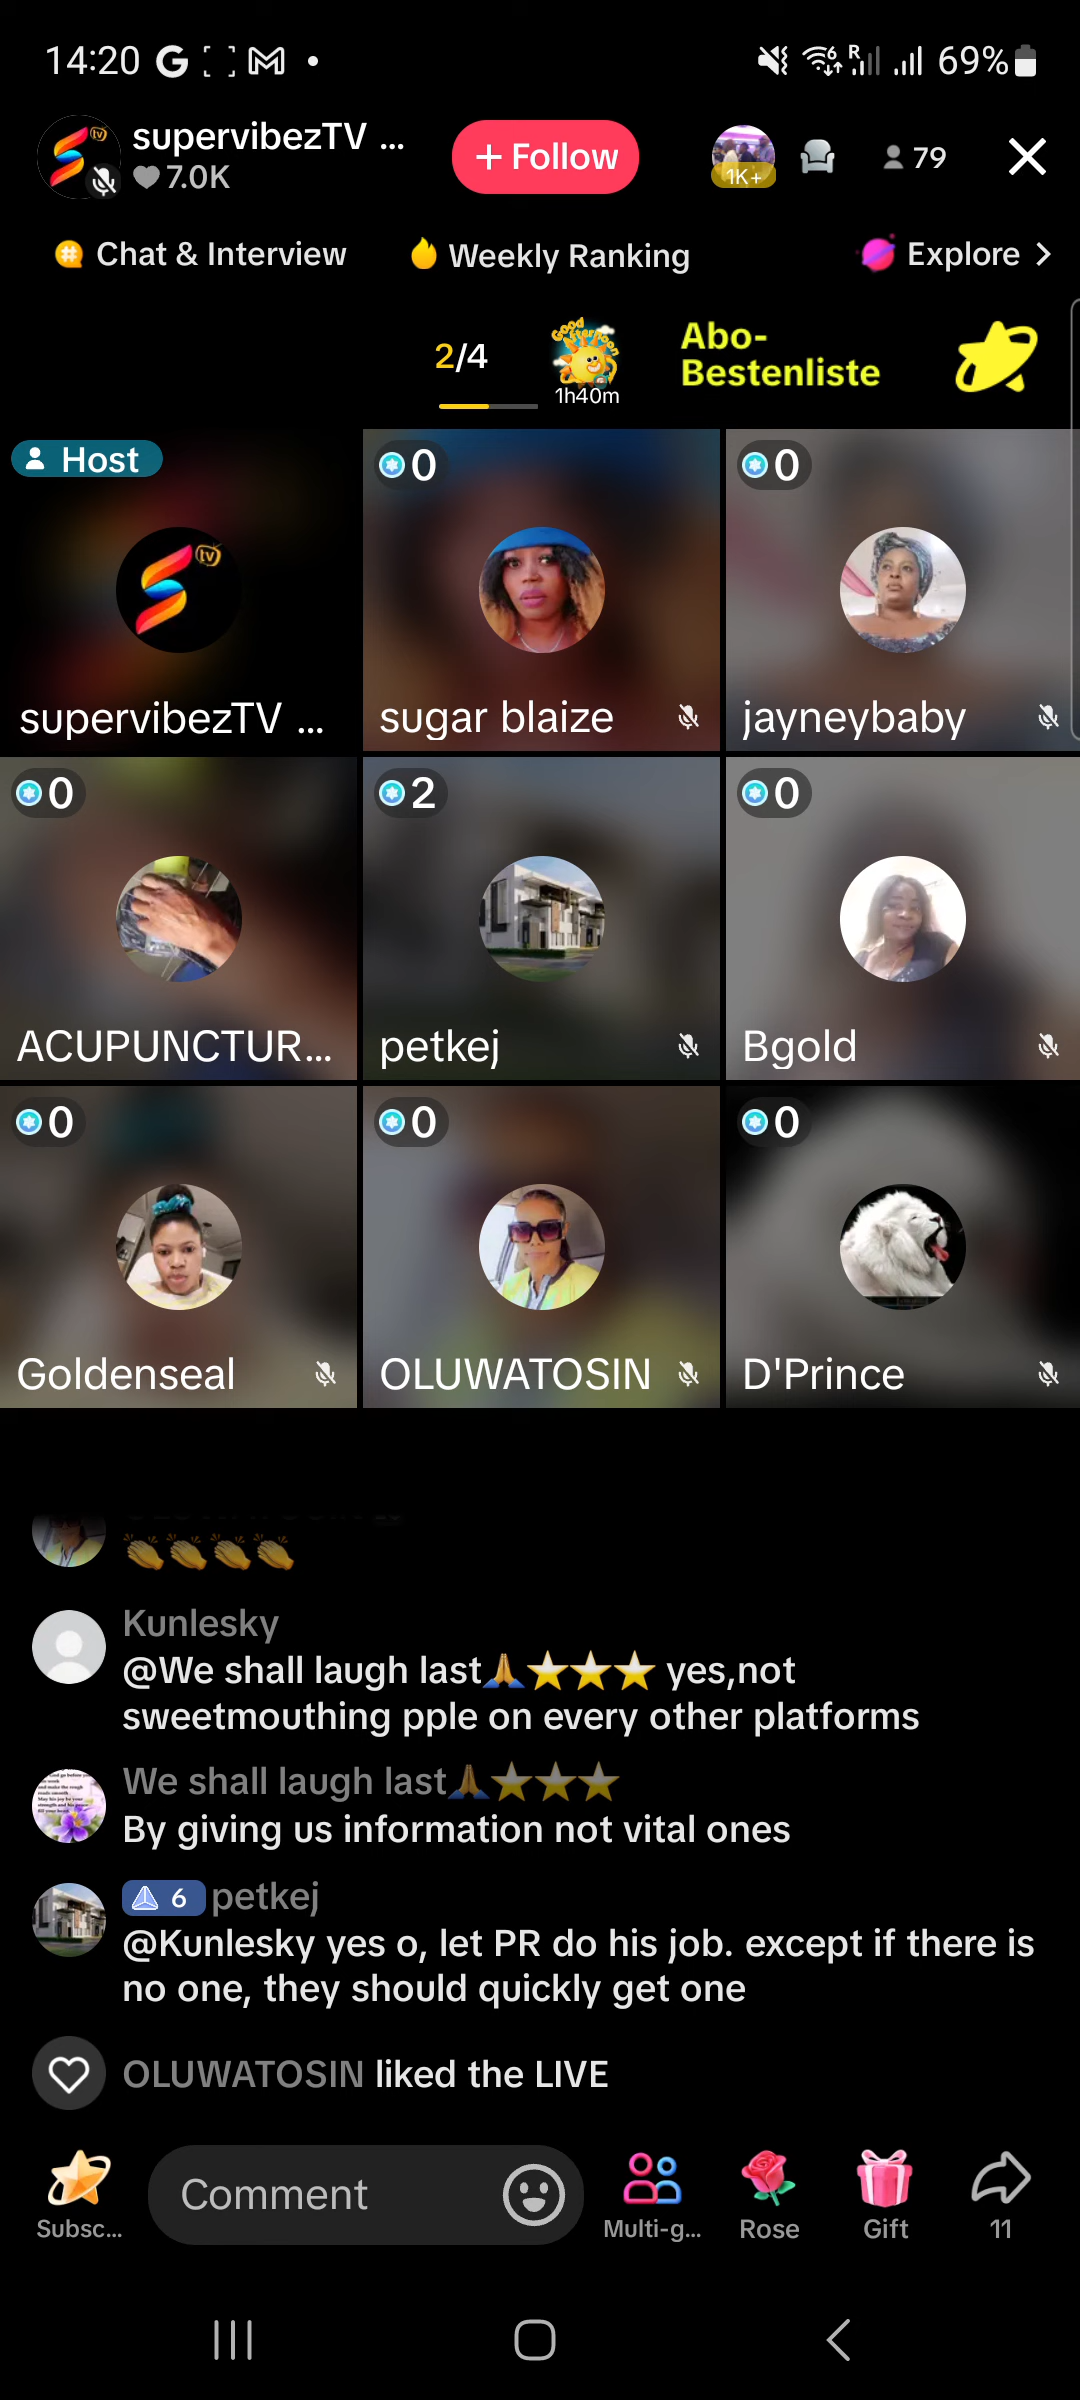 14:20
R
69%
supervibezTV ...
7.0K
+ Follow
1K+
79
Chat & Interview
Weekly Ranking
Explore >
2/4
Good Afternoon
1h40m
Abo-
Bestenliste
Host
tv
supervibezTV ...
0
sugar blaize
0
jayneybaby
0
ACUPUNCTUR...
2
petkej
0
Bgold
0
Goldenseal
0
OLUWATOSIN
0
D'Prince
👏👏👏👏
Kunlesky
@We shall laugh last🙏⭐⭐⭐ yes,not
sweetmouthing pple on every other platforms
We shall laugh last🙏⭐⭐⭐
By giving us information not vital ones
6 petkej
@Kunlesky yes o, let PR do his job. except if there is
no one, they should quickly get one
OLUWATOSIN liked the LIVE
Comment
Subsc...
Multi-g...
Rose
Gift
11